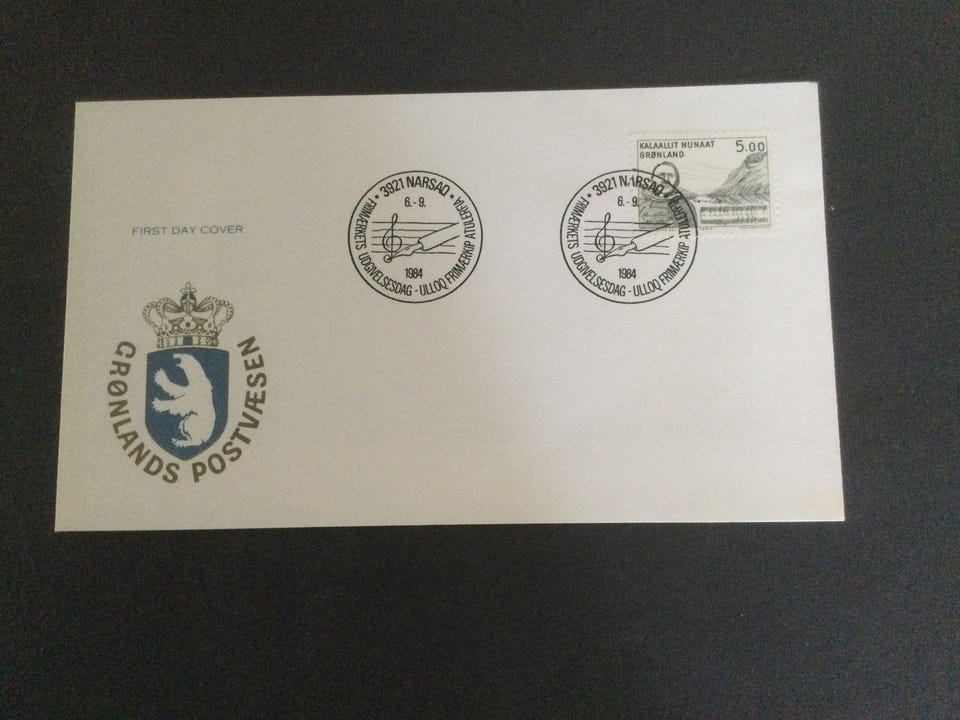 KALAALLIT NUNAAT 5.00
GRØNLAND
★ 3921 NARSAQ ★
6.-9.
1984
FRIMÆRKETS UDGIVELSESDAG - ULLOQ FRIMÆRKIP ATULERFIA
★ 3921 NARSAQ ★
6.-9.
1984
FRIMÆRKETS UDGIVELSESDAG - ULLOQ FRIMÆRKIP ATULERFIA
FIRST DAY COVER
GRØNLANDS POSTVÆSEN